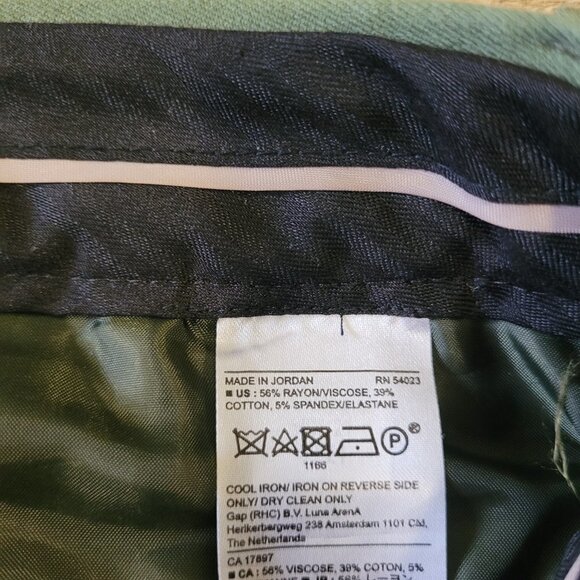 MADE IN JORDAN RN 54023
■ US : 56% RAYON/VISCOSE, 39%
COTTON, 5% SPANDEX/ELASTANE
P
1166
COOL IRON/ IRON ON REVERSE SIDE
ONLY/ DRY CLEAN ONLY
Gap (RHC) B.V. Luna ArenA
Herikerbergweg 238 Amsterdam 1101 CM,
The Netherlands
CA 17897
■ CA : 56% VISCOSE, 39% COTTON, 5%